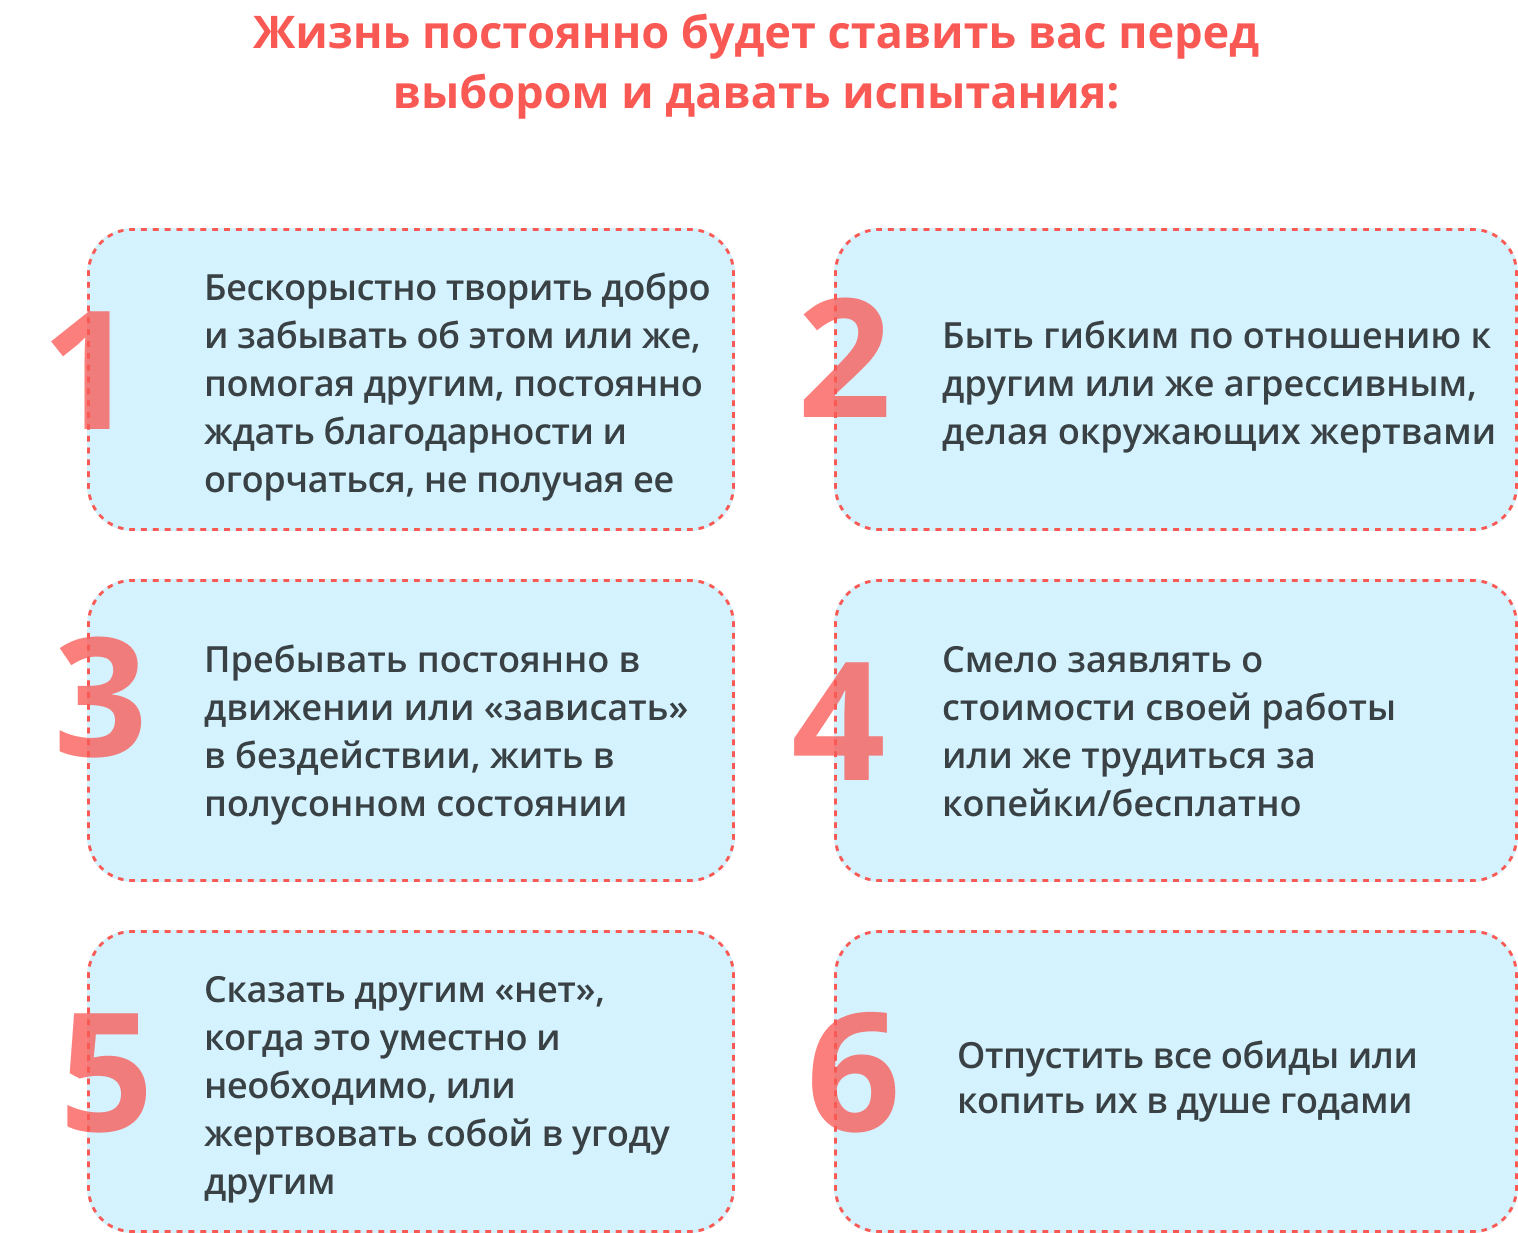 Жизнь постоянно будет ставить вас перед
выбором и давать испытания:
1
Бескорыстно творить добро
и забывать об этом или же,
помогая другим, постоянно
ждать благодарности и
огорчаться, не получая ее
2
Быть гибким по отношению к
другим или же агрессивным,
делая окружающих жертвами
3
Пребывать постоянно в
движении или «зависать»
в бездействии, жить в
полусонном состоянии
4
Смело заявлять о
стоимости своей работы
или же трудиться за
копейки/бесплатно
5
Сказать другим «нет»,
когда это уместно и
необходимо, или
жертвовать собой в угоду
другим
6
Отпустить все обиды или
копить их в душе годами